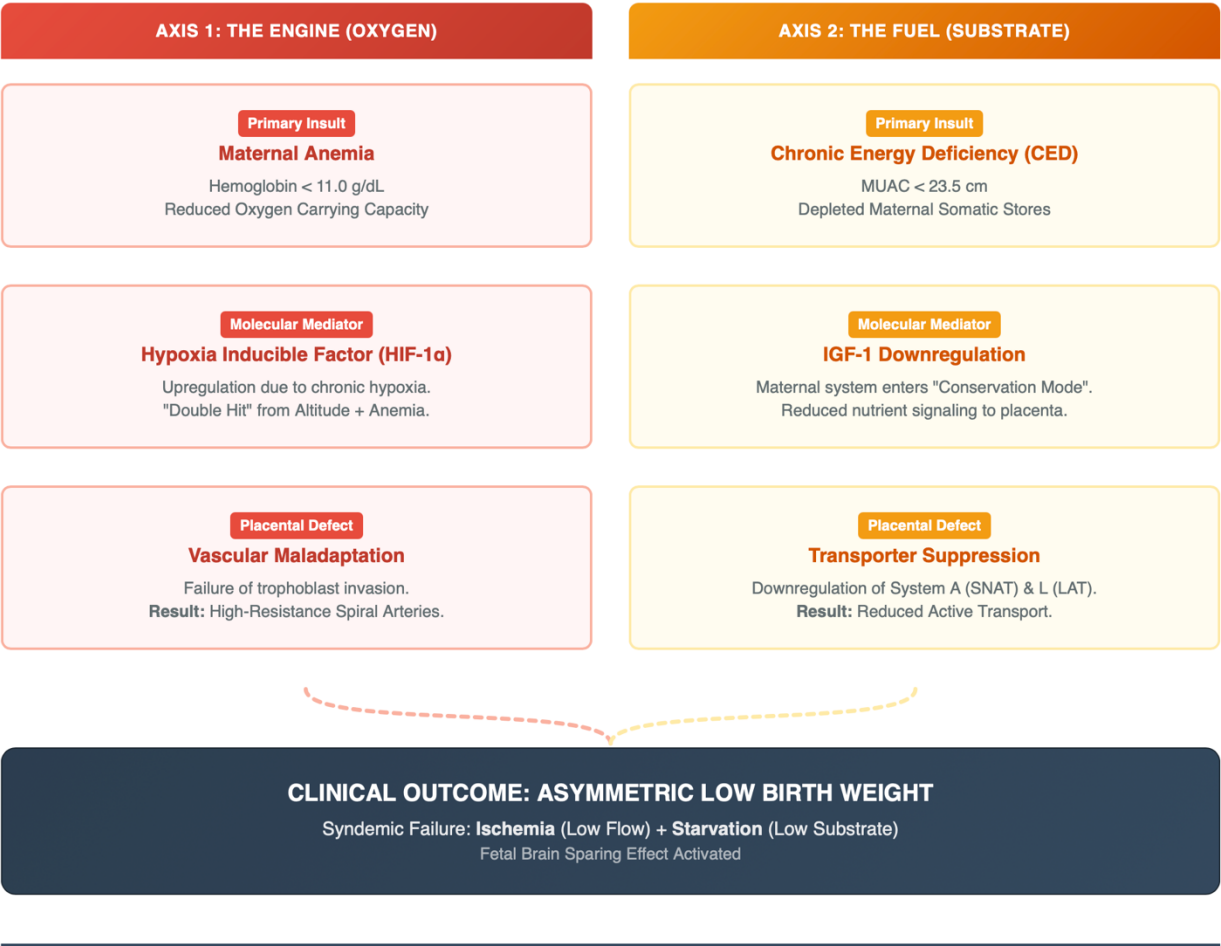 AXIS 1: THE ENGINE (OXYGEN)
Primary Insult
Maternal Anemia
Hemoglobin < 11.0 g/dL
Reduced Oxygen Carrying Capacity
Molecular Mediator
Hypoxia Inducible Factor (HIF-1α)
Upregulation due to chronic hypoxia.
"Double Hit" from Altitude + Anemia.
Placental Defect
Vascular Maladaptation
Failure of trophoblast invasion.
Result: High-Resistance Spiral Arteries.
AXIS 2: THE FUEL (SUBSTRATE)
Primary Insult
Chronic Energy Deficiency (CED)
MUAC < 23.5 cm
Depleted Maternal Somatic Stores
Molecular Mediator
IGF-1 Downregulation
Maternal system enters "Conservation Mode".
Reduced nutrient signaling to placenta.
Placental Defect
Transporter Suppression
Downregulation of System A (SNAT) & L (LAT).
Result: Reduced Active Transport.
CLINICAL OUTCOME: ASYMMETRIC LOW BIRTH WEIGHT
Syndemic Failure: Ischemia (Low Flow) + Starvation (Low Substrate)
Fetal Brain Sparing Effect Activated